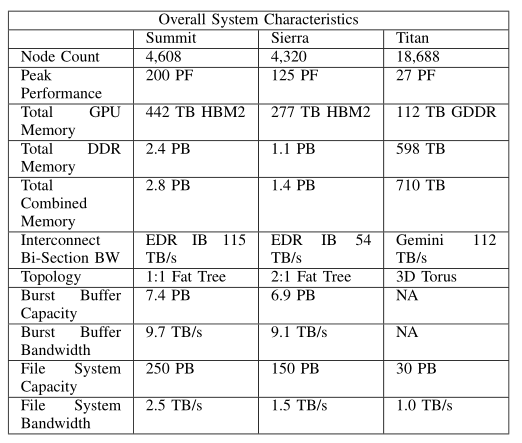 Overall System Characteristics
Summit Sierra Titan
Node Count 4,608 4,320 18,688
Peak 200 PF 125 PF 27 PF
Performance
Total GPU 442 TB HBM2 277 TB HBM2 112 TB GDDR
Memory
Total DDR 2.4 PB 1.1 PB 598 TB
Memory
Total 2.8 PB 1.4 PB 710 TB
Combined
Memory
Interconnect EDR IB 115 EDR IB 54 Gemini 112
Bi-Section BW TB/s TB/s TB/s
Topology 1:1 Fat Tree 2:1 Fat Tree 3D Torus
Burst Buffer 7.4 PB 6.9 PB NA
Capacity
Burst Buffer 9.7 TB/s 9.1 TB/s NA
Bandwidth
File System 250 PB 150 PB 30 PB
Capacity
File System 2.5 TB/s 1.5 TB/s 1.0 TB/s
Bandwidth